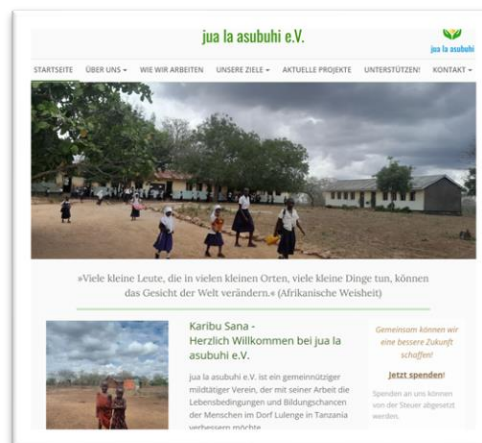 jua la asubuhi e.V.
jua la asubuhi
STARTSEITE ÜBER UNS WIE WIR ARBEITEN UNSERE ZIELE AKTUELLE PROJEKTE UNTERSTÜTZEN! KONTAKT
»Viele kleine Leute, die in vielen kleinen Orten, viele kleine Dinge tun, können
das Gesicht der Welt verändern.« (Afrikanische Weisheit)
Karibu Sana -
Herzlich Willkommen bei jua la
asubuhi e.V.
jua la asubuhi e.V. ist ein gemeinnütziger
mildtätiger Verein, der mit seiner Arbeit die
Lebensbedingungen und Bildungschancen
der Menschen im Dorf Lulenge in Tanzania
verbessern möchte
Gemeinsam können wir
eine bessere Zukunft
schaffen!
Jetzt spenden!
Spenden an uns können
von der Steuer abgesetzt
werden.